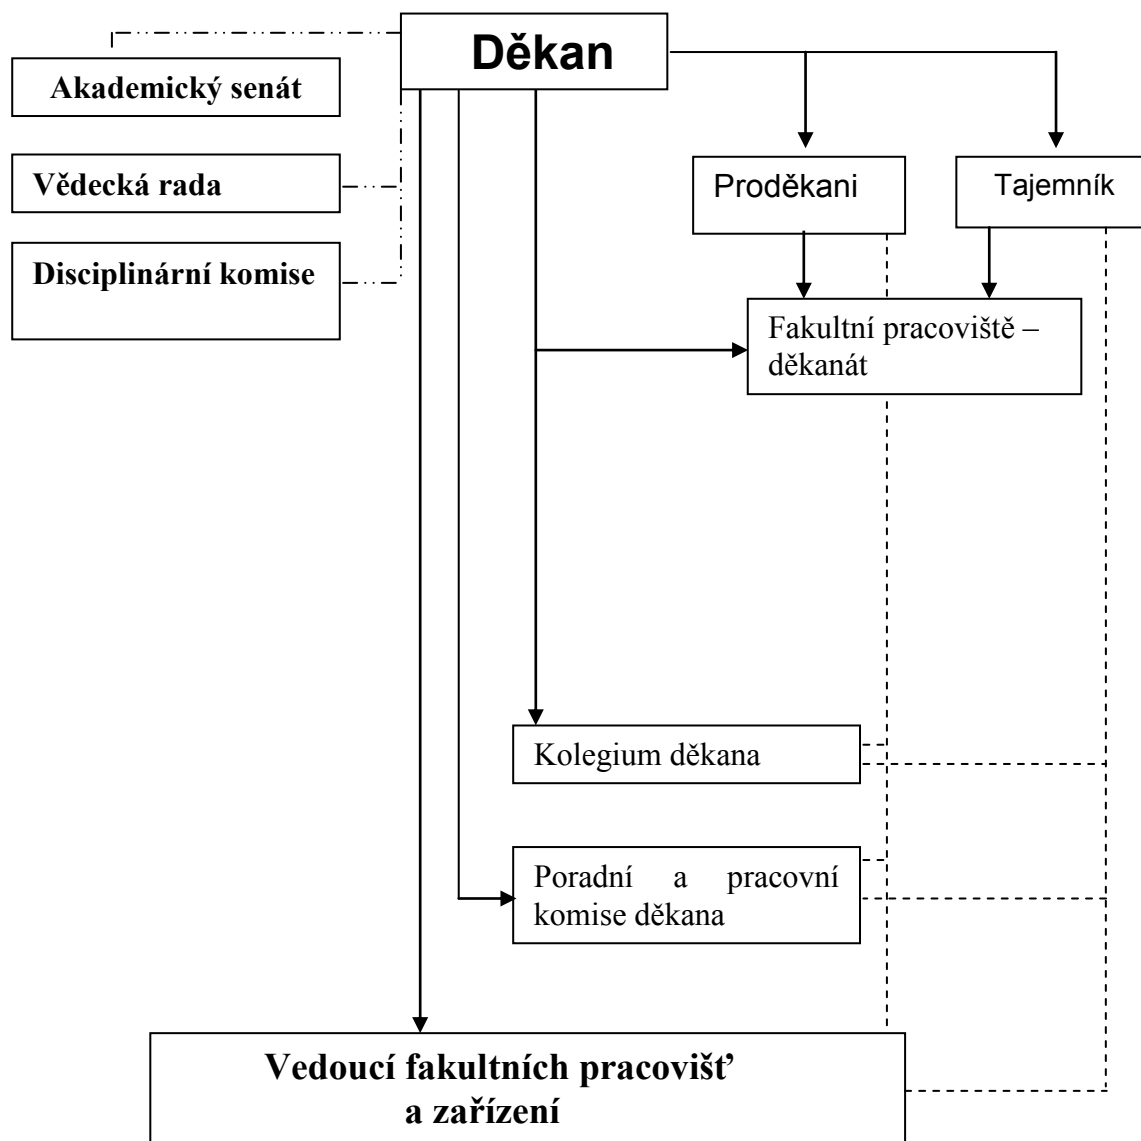 Děkan
Akademický senát
Vědecká rada
Proděkani
Tajemník
Disciplinární komise
Fakultní pracoviště –
děkanát
Kolegium děkana
Poradní a pracovní
komise děkana
Vedoucí fakultních pracovišť
a zařízení